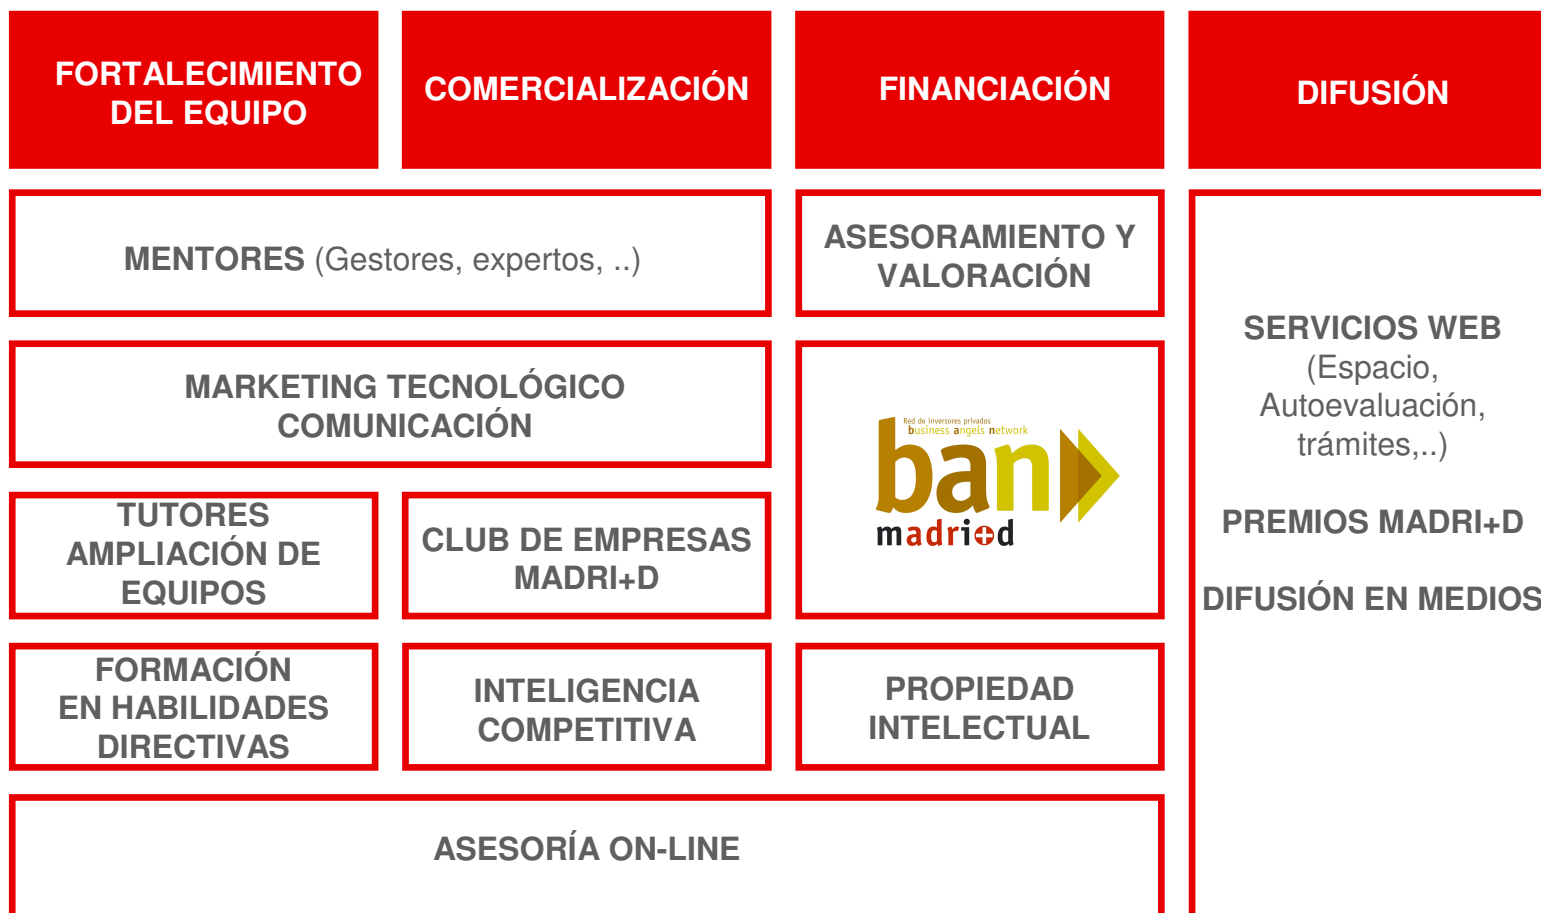 FORTALECIMIENTO
DEL EQUIPO
COMERCIALIZACIÓN
FINANCIACIÓN
DIFUSIÓN
MENTORES (Gestores, expertos, ..)
ASESORAMIENTO Y
VALORACIÓN
MARKETING TECNOLÓGICO
COMUNICACIÓN
Red de inversores privados
business angels network
ban
madri+d
SERVICIOS WEB
(Espacio,
Autoevaluación,
trámites,..)
PREMIOS MADRI+D
DIFUSIÓN EN MEDIOS
TUTORES
AMPLIACIÓN DE
EQUIPOS
CLUB DE EMPRESAS
MADRI+D
FORMACIÓN
EN HABILIDADES
DIRECTIVAS
INTELIGENCIA
COMPETITIVA
PROPIEDAD
INTELECTUAL
ASESORÍA ON-LINE